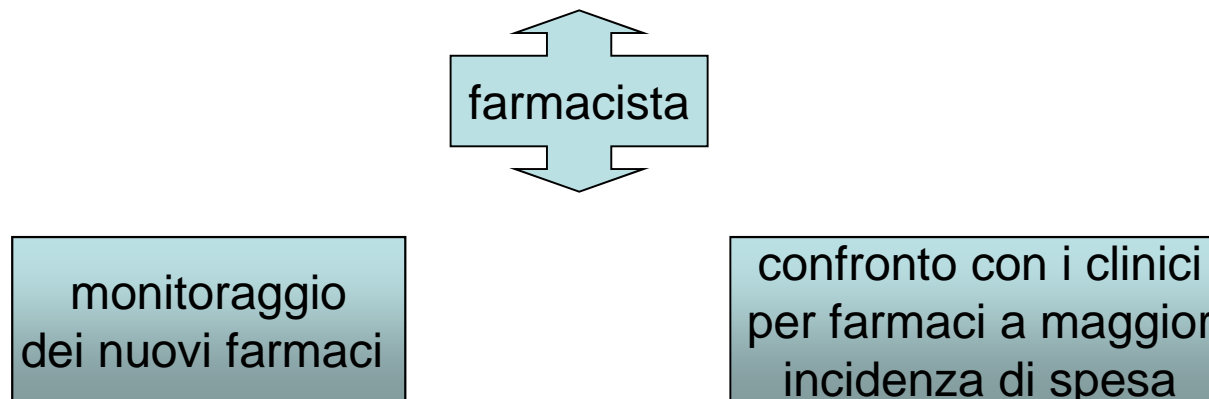 farmacista
monitoraggio
dei nuovi farmaci
confronto con i clinici
per farmaci a maggior
incidenza di spesa